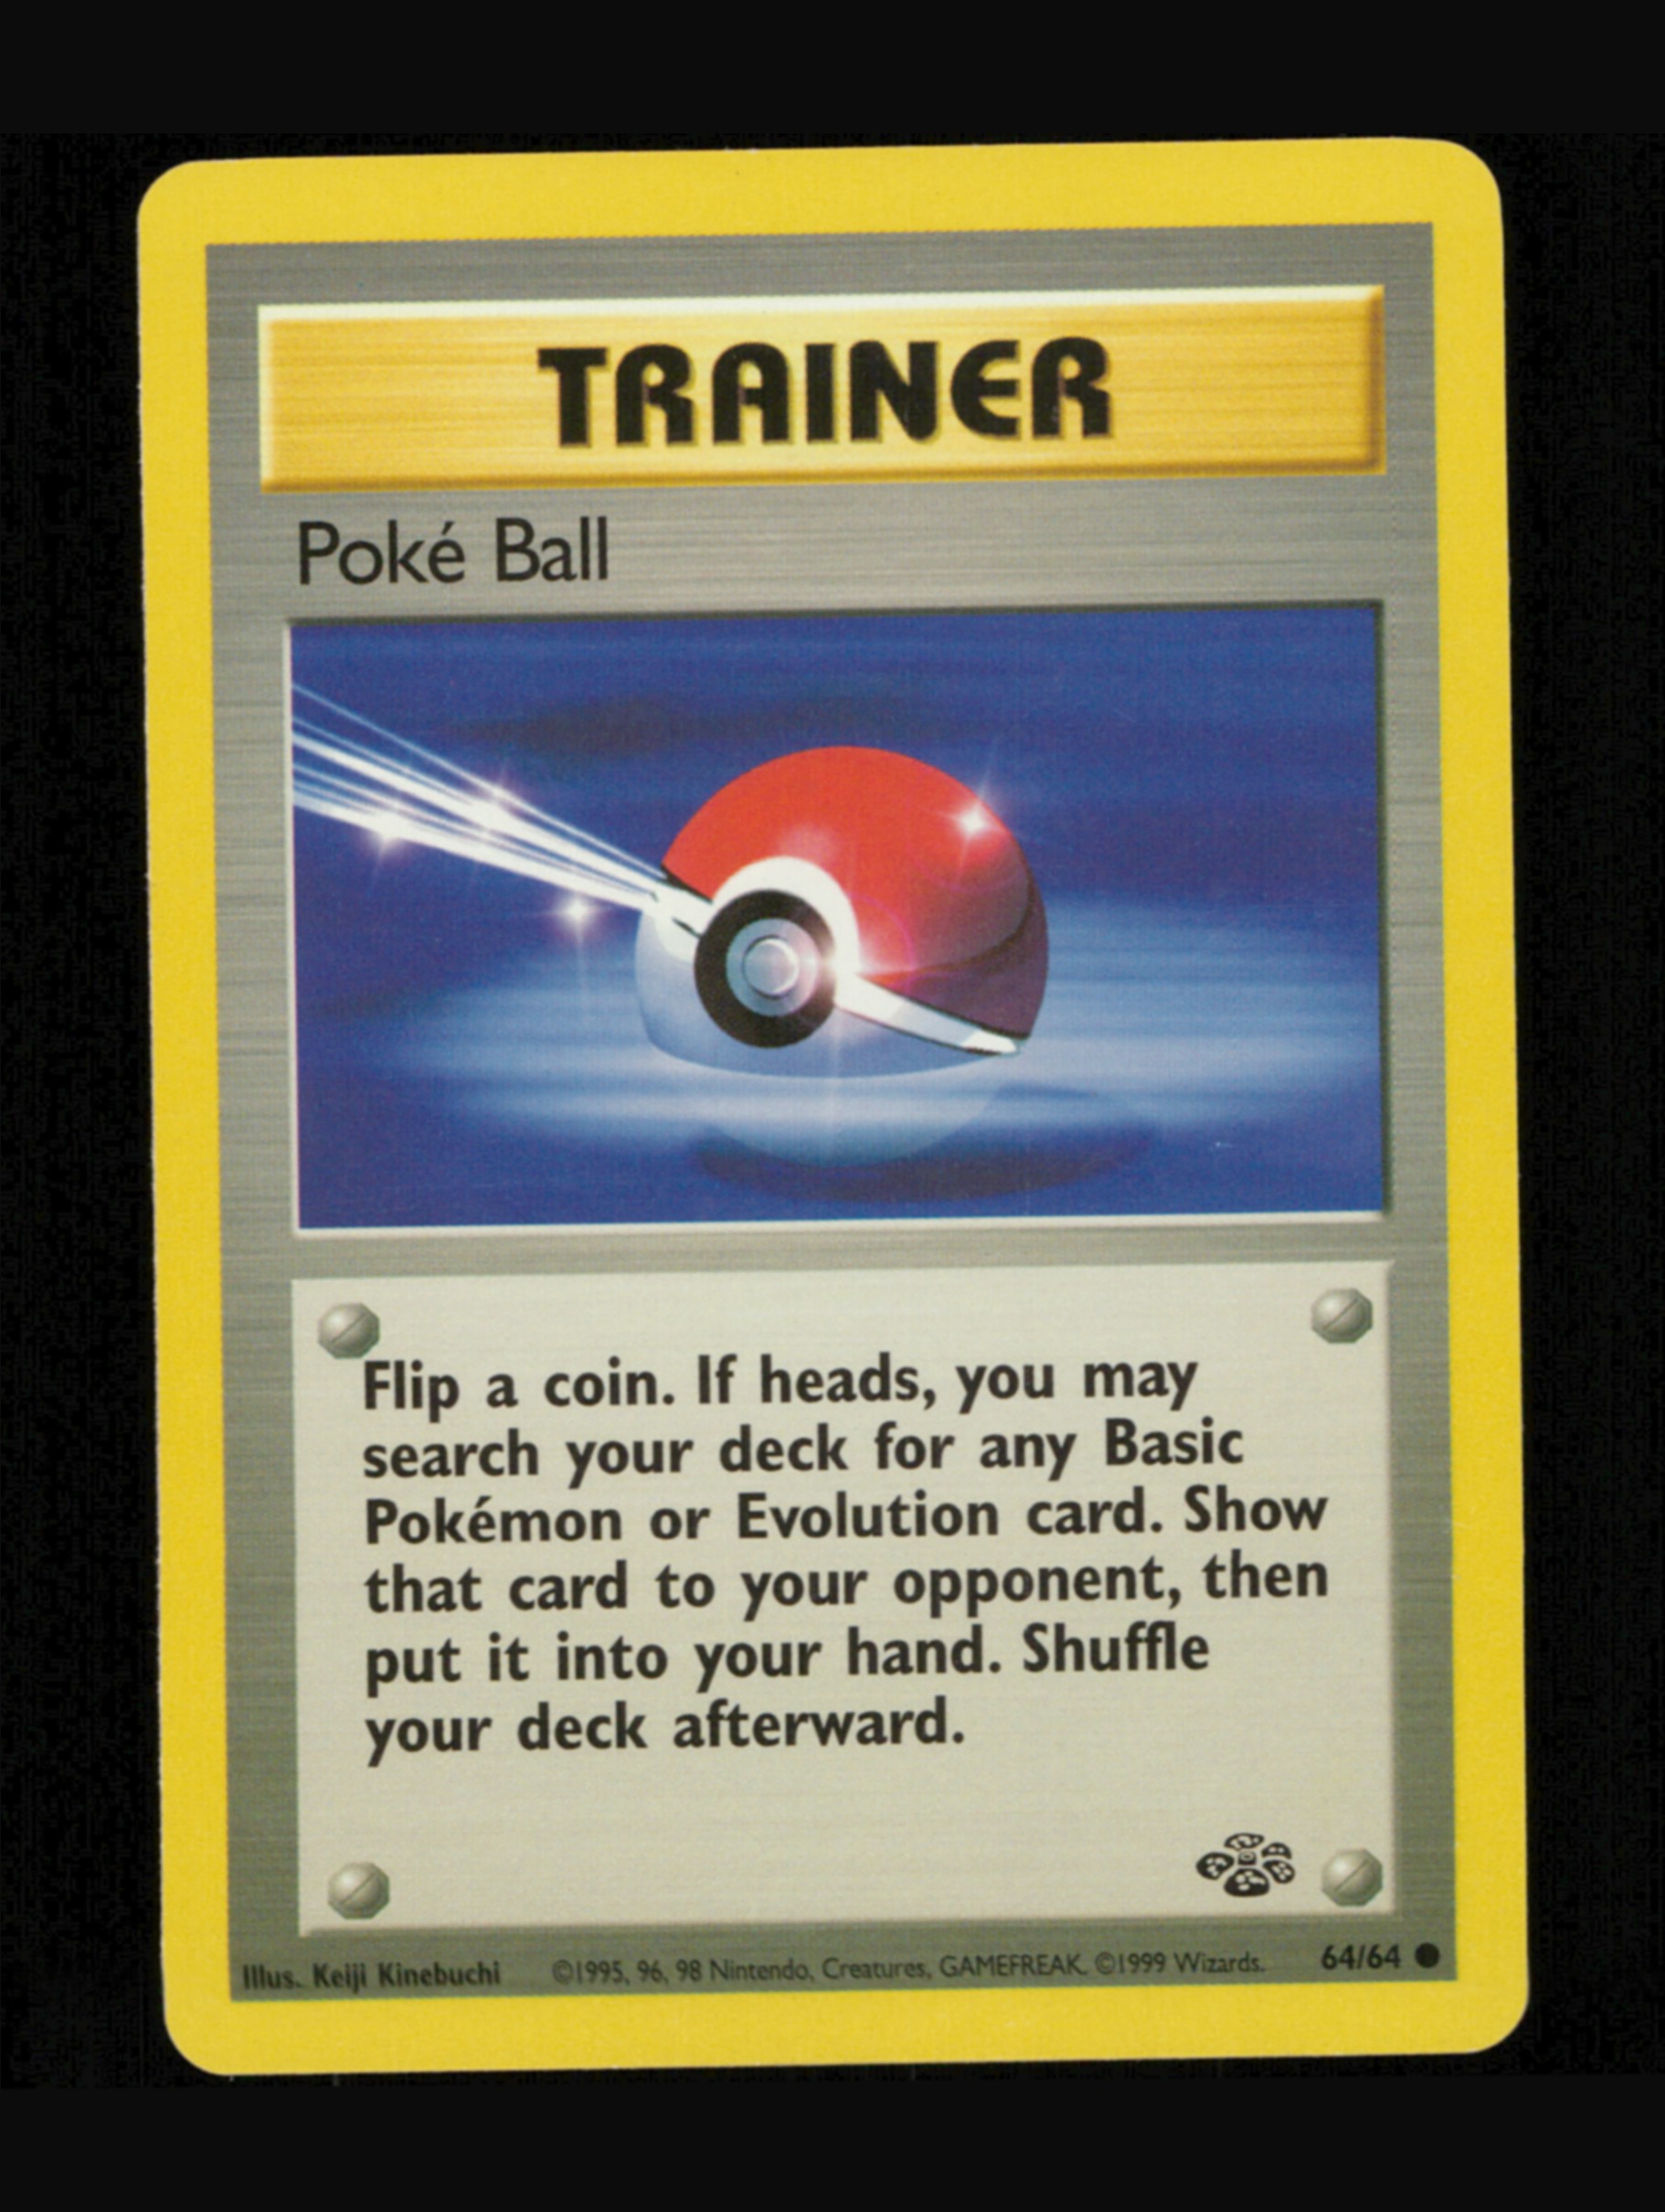 TRAINER
Poké Ball
Flip a coin. If heads, you may
search your deck for any Basic
Pokémon or Evolution card. Show
that card to your opponent, then
put it into your hand. Shuffle
your deck afterward.
Illus. Keiji Kinebuchi ©1995, 96, 98 Nintendo, Creatures, GAMEFREAK. ©1999 Wizards. 64/64 ●